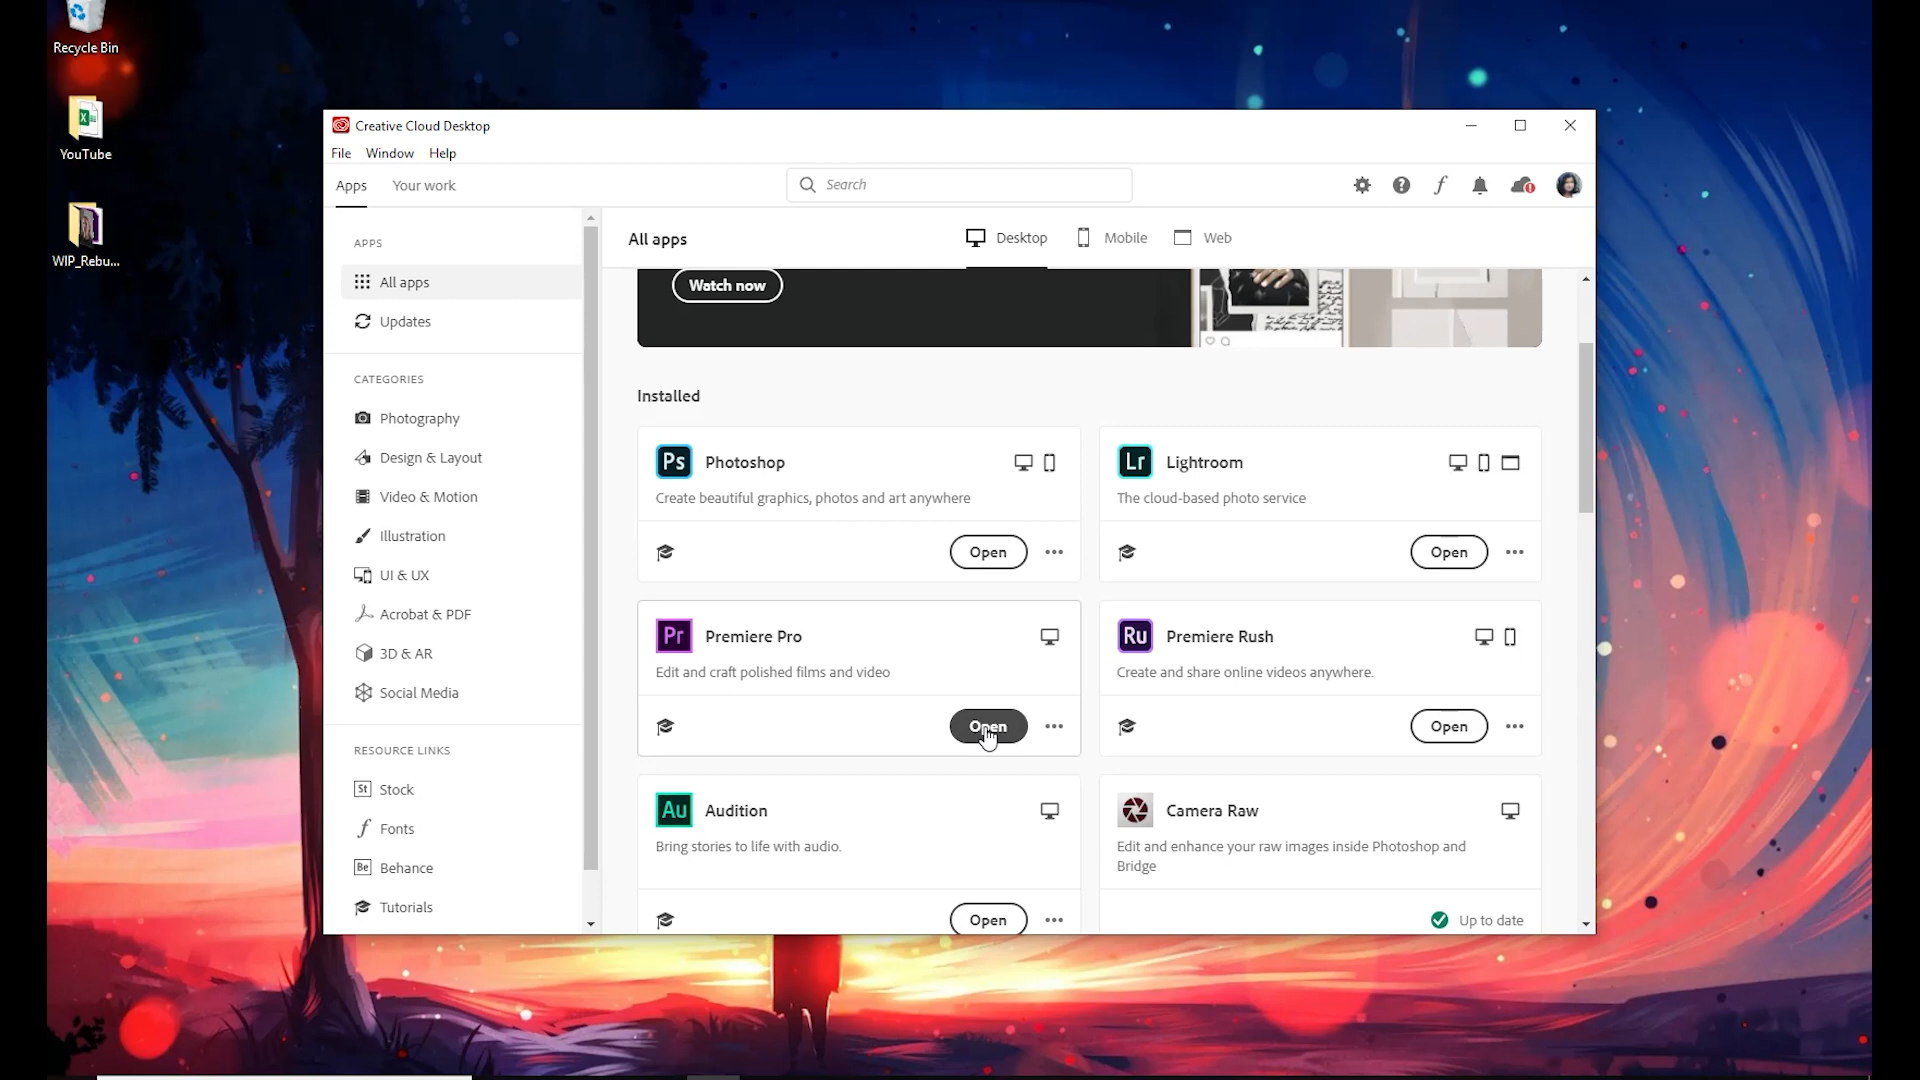 Recycle Bin
YouTube
WIP_Rebu...
Creative Cloud Desktop
File Window Help
Apps Your work
Search
APPS
All apps
Updates
CATEGORIES
Photography
Design & Layout
Video & Motion
Illustration
UI & UX
Acrobat & PDF
3D & AR
Social Media
RESOURCE LINKS
St Stock
Fonts
Be Behance
Tutorials
All apps
Desktop Mobile Web
Watch now
Installed
Ps Photoshop
Create beautiful graphics, photos and art anywhere
Open
Lr Lightroom
The cloud-based photo service
Open
Pr Premiere Pro
Edit and craft polished films and video
Open
Ru Premiere Rush
Create and share online videos anywhere.
Open
Au Audition
Bring stories to life with audio.
Open
Camera Raw
Edit and enhance your raw images inside Photoshop and
Bridge
Up to date